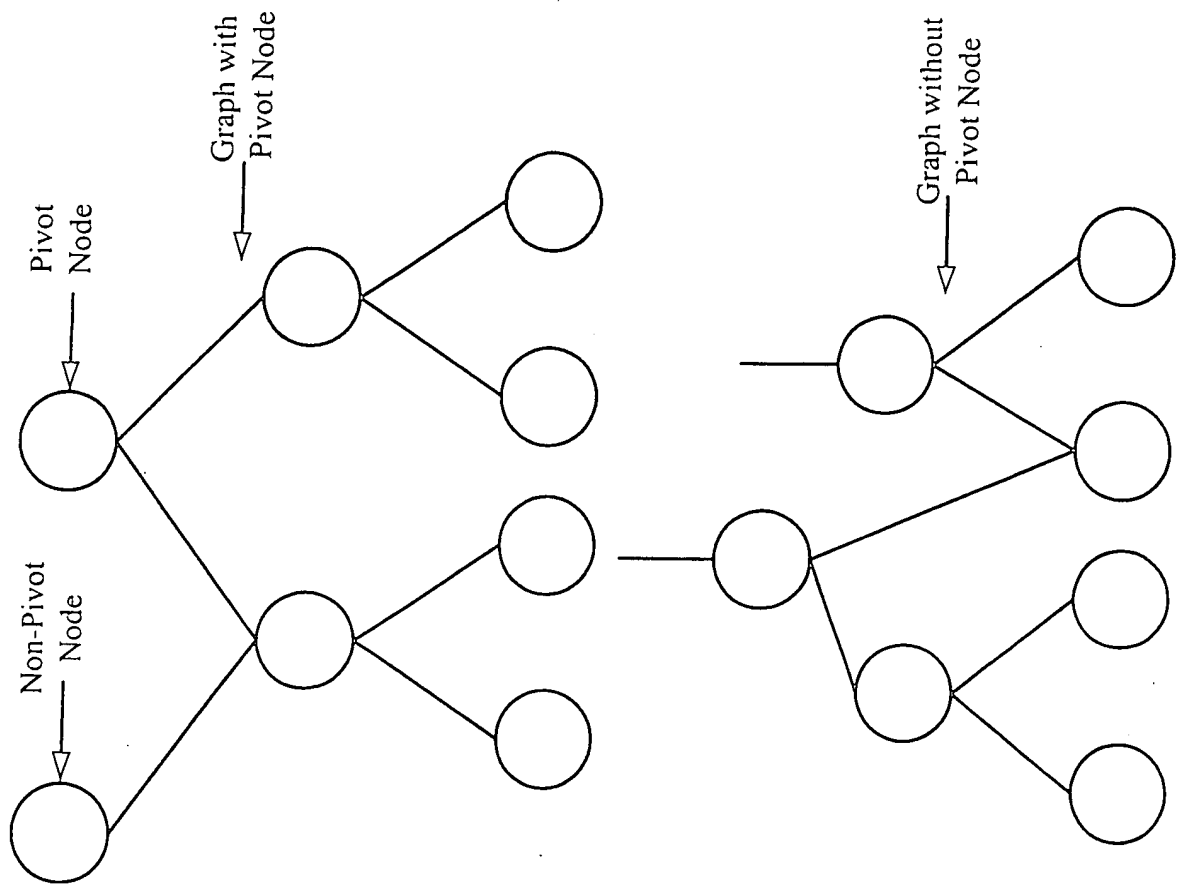 Non-Pivot
Node
Pivot
Node
Graph with
Pivot Node
Graph without
Pivot Node